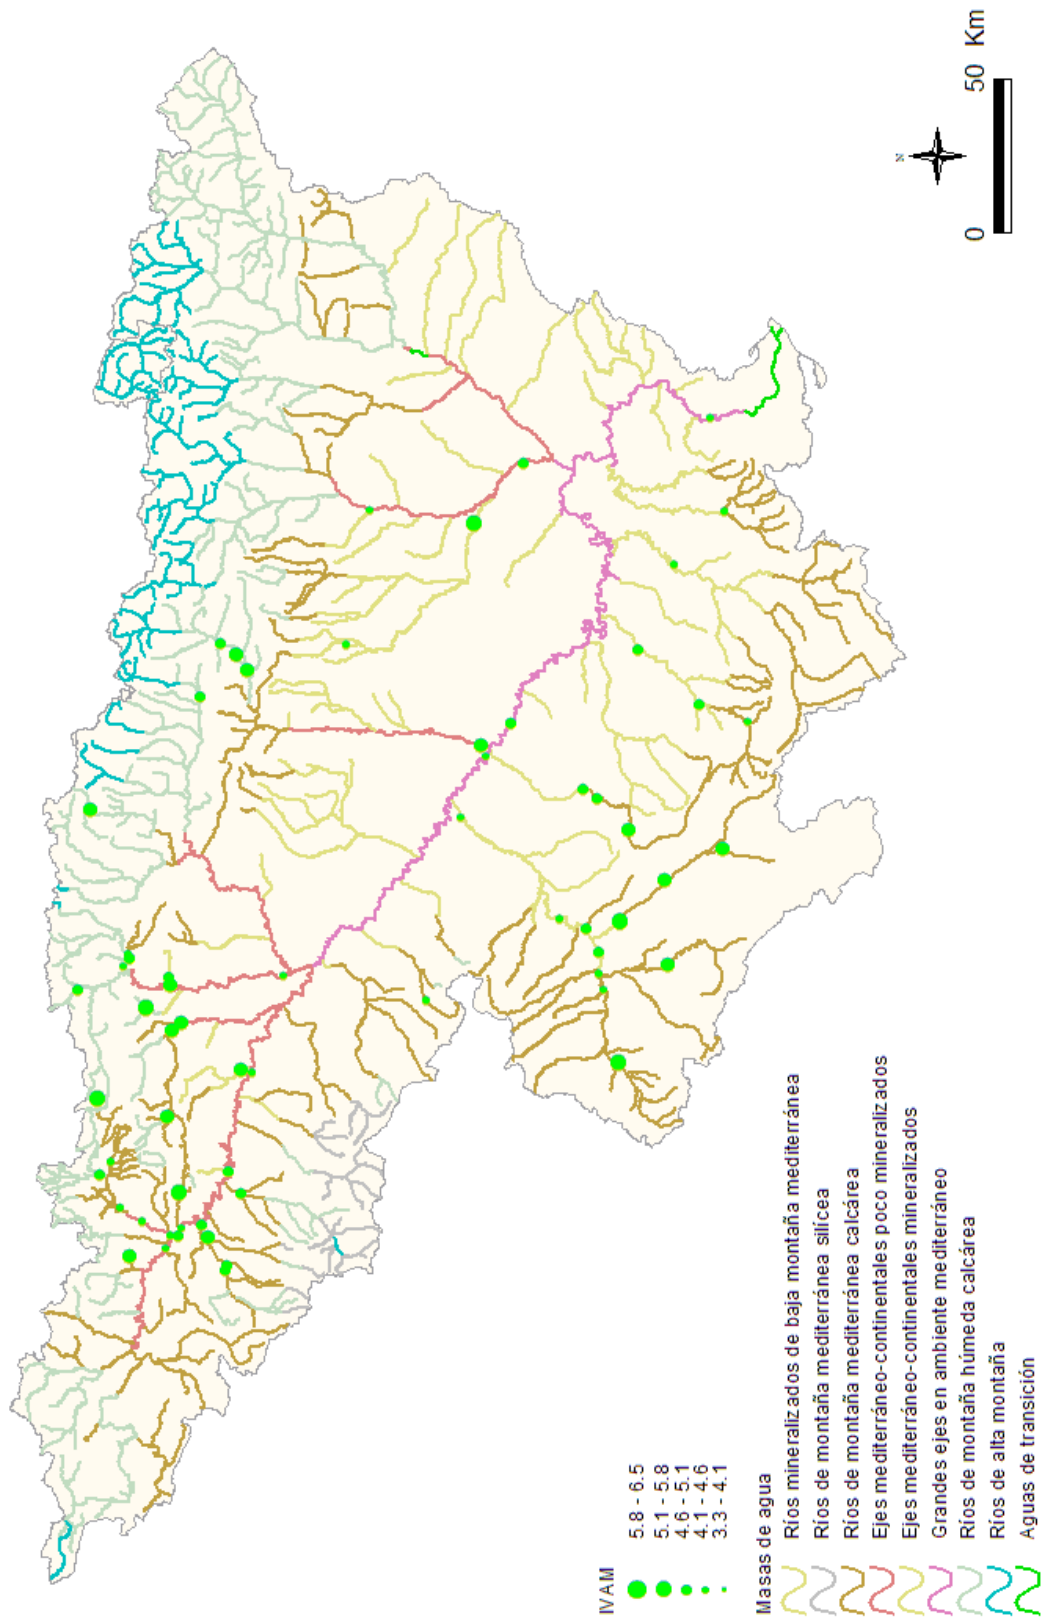 IVAM
5.8 - 6.5
5.1 - 5.8
4.6 - 5.1
4.1 - 4.6
3.3 - 4.1
Masas de agua
Ríos mineralizados de baja montaña mediterránea
Ríos de montaña mediterránea silícea
Ríos de montaña mediterránea calcárea
Ejes mediterráneo-continentales poco mineralizados
Ejes mediterráneo-continentales mineralizados
Grandes ejes en ambiente mediterráneo
Ríos de montaña húmeda calcárea
Ríos de alta montaña
Aguas de transición
N
0 50 Km